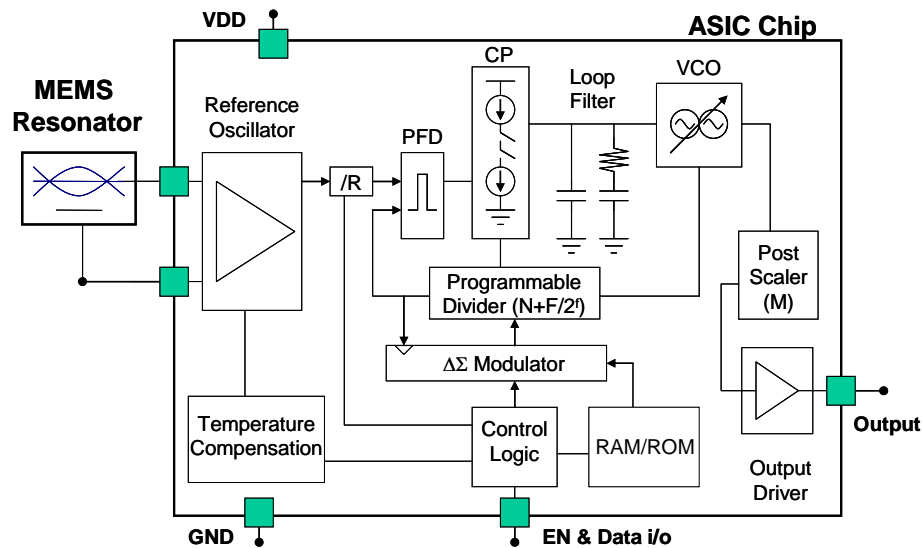 VDD
ASIC Chip
CP
MEMS
Resonator
Reference
Oscillator
PFD
Loop
Filter
VCO
/R
Programmable
Divider (N+F/2ᶠ)
Post
Scaler
(M)
ΔΣ Modulator
Temperature
Compensation
Control
Logic
RAM/ROM
Output
Output
Driver
GND
EN & Data i/o